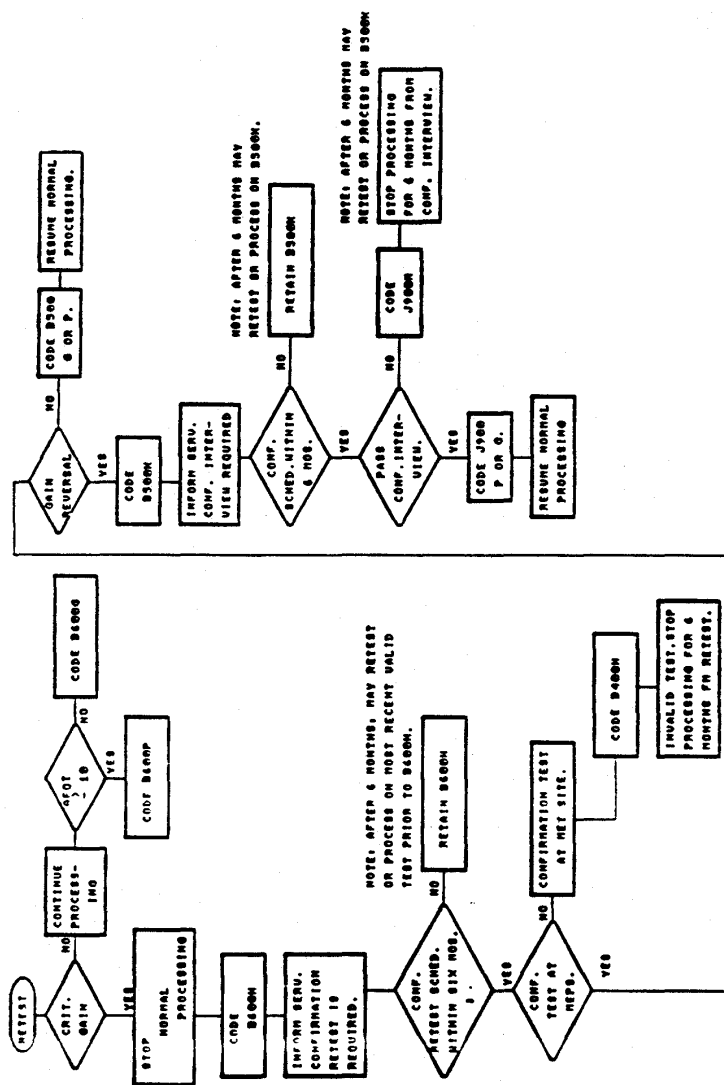 RETEST
CRIT.
GAIN
NO
CONTINUE
PROCESS-
ING
AFQT
≥ 10
NO
CODE B600G
YES
CODE B600P
YES
STOP
NORMAL
PROCESSING
CODE
B600N
INFORM SERV.
CONFIRMATION
RETEST IS
REQUIRED.
CONF.
RETEST SCHED.
WITHIN SIX MOS.
NO
RETAIN B600N
NOTE: AFTER 6 MONTHS, MAY RETEST
OR PROCESS ON MOST RECENT VALID
TEST PRIOR TO B600N.
YES
CONF.
TEST AT
MEPS.
NO
CONFIRMATION TEST
AT MET SITE.
CODE B400N
INVALID TEST.STOP
PROCESSING FOR 6
MONTHS FM RETEST.
YES
GAIN
REVERSAL
NO
CODE B500
G OR P.
RESUME NORMAL
PROCESSING.
YES
CODE
B500N
INFORM SERV.
CONF. INTER-
VIEW REQUIRED
CONF.
SCHED.WITHIN
6 MOS.
NO
RETAIN B500N
NOTE: AFTER 6 MONTHS MAY
RETEST OR PROCESS ON B500N.
YES
PASS
CONF.INTER-
VIEW.
NO
CODE
J900N
STOP PROCESSING
FOR 6 MONTHS FROM
CONF. INTERVIEW.
NOTE: AFTER 6 MONTHS MAY
RETEST OR PROCESS ON B500N.
YES
CODE J900
P OR G.
RESUME NORMAL
PROCESSING